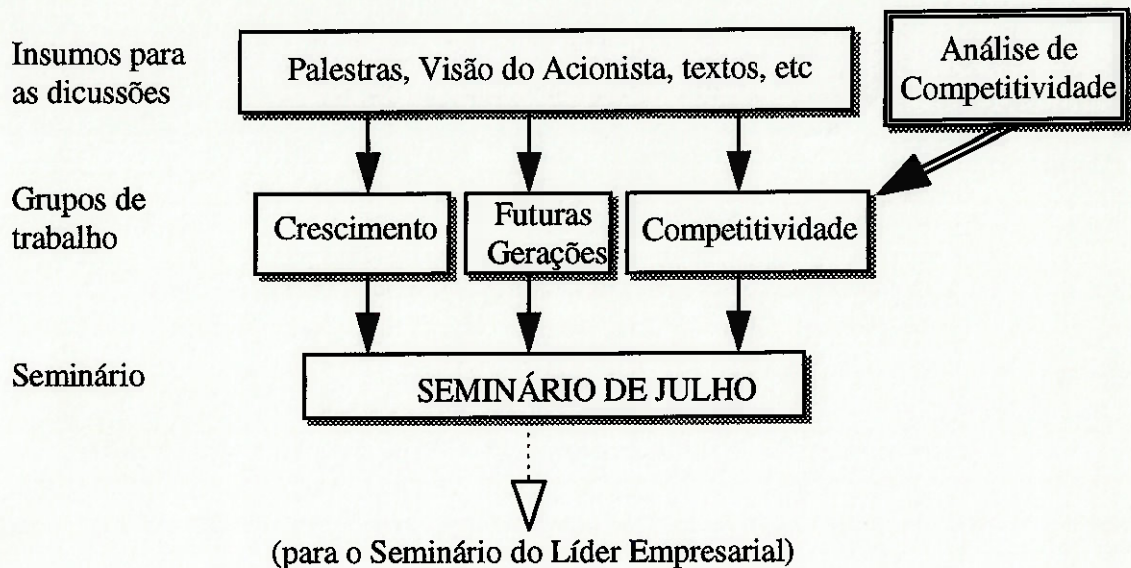 Insumos para
as dicussões
Palestras, Visão do Acionista, textos, etc
Análise de
Competitividade
Grupos de
trabalho
Crescimento
Futuras
Gerações
Competitividade
Seminário
SEMINÁRIO DE JULHO
(para o Seminário do Líder Empresarial)